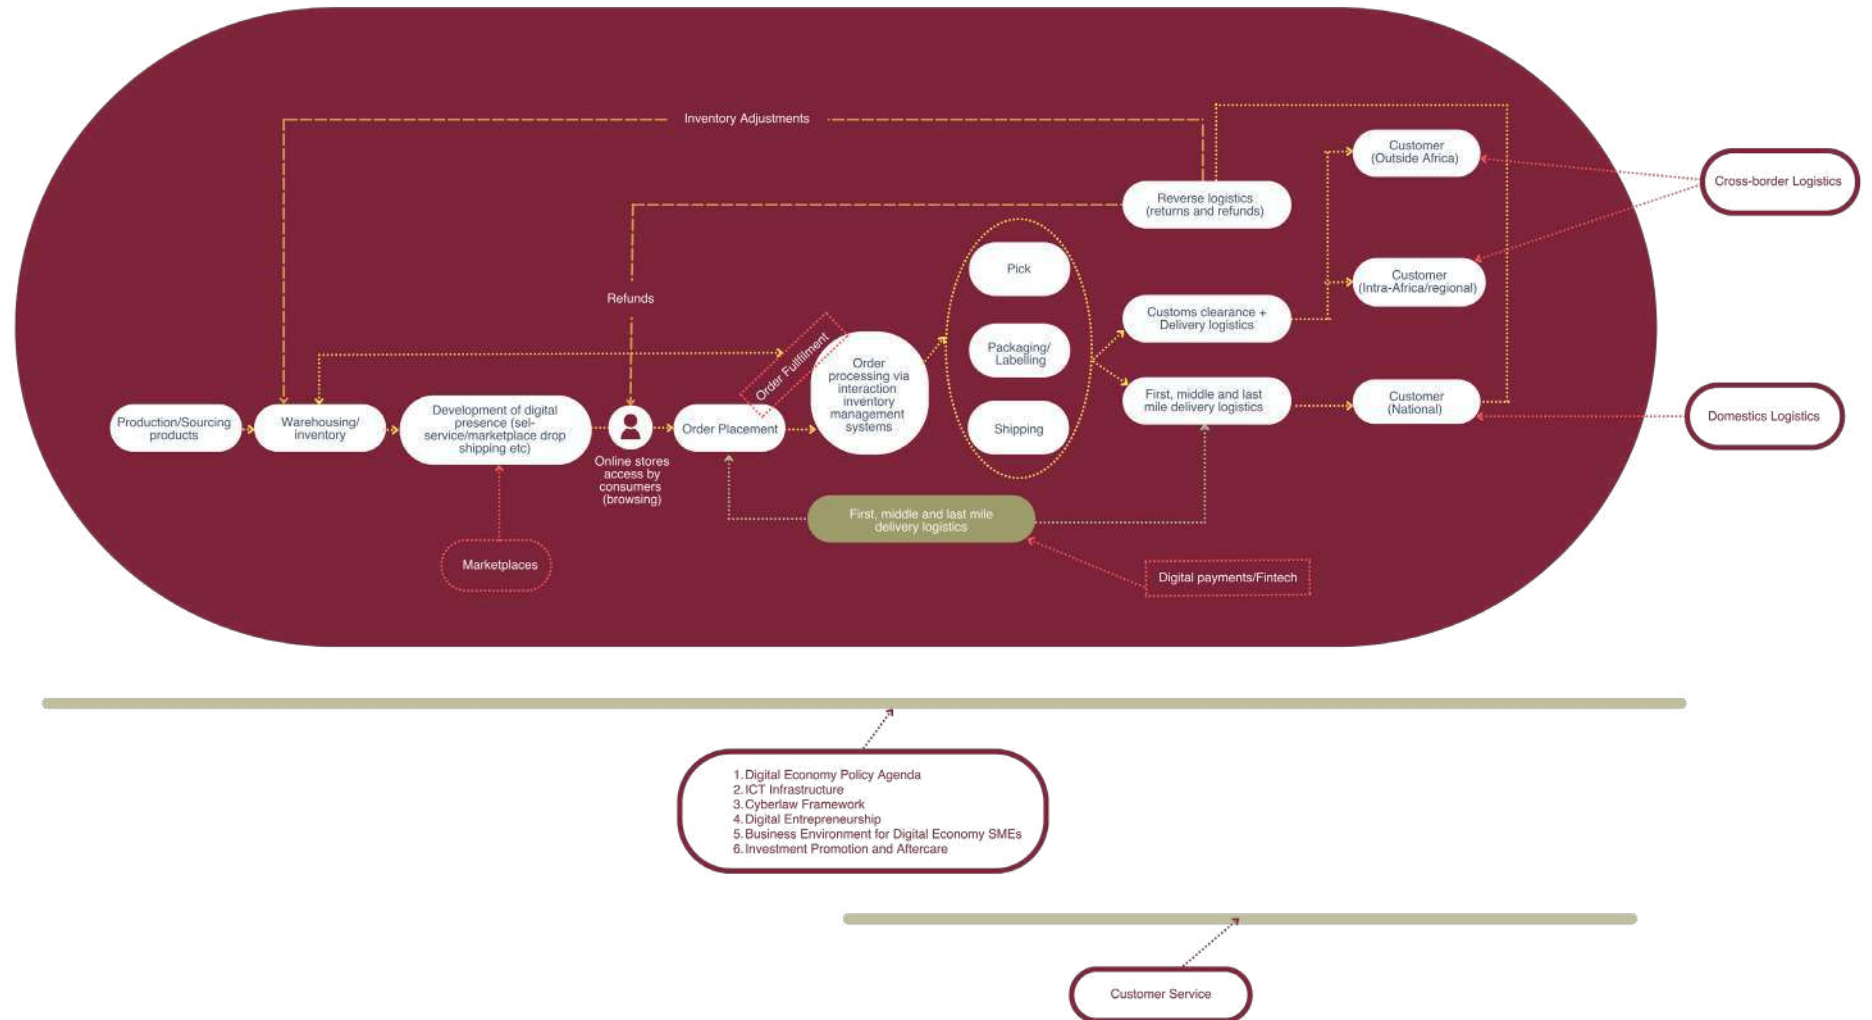 Inventory Adjustments
Customer
(Outside Africa)
Cross-border Logistics
Reverse logistics
(returns and refunds)
Pick
Customer
(Intra-Africa/regional)
Refunds
Customs clearance +
Delivery logistics
Order Fullfilment
Packaging/
Labelling
Order
processing via
interaction
inventory
management
systems
First, middle and last
mile delivery logistics
Customer
(National)
Domestics Logistics
Production/Sourcing
products
Warehousing/
inventory
Development of digital
presence (sel-
service/marketplace drop
shipping etc)
Order Placement
Shipping
Online stores
access by
consumers
(browsing)
First, middle and last mile
delivery logistics
Marketplaces
Digital payments/Fintech
1. Digital Economy Policy Agenda
2. ICT Infrastructure
3. Cyberlaw Framework
4. Digital Entrepreneurship
5. Business Environment for Digital Economy SMEs
6. Investment Promotion and Aftercare
Customer Service